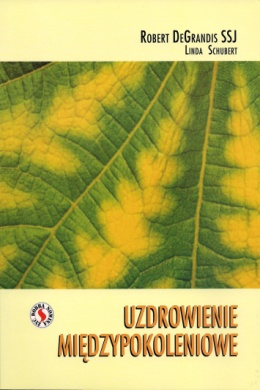 ROBERT DEGRANDIS SSJ
LINDA SCHUBERT
UZDROWIENIE
MIĘDZYPOKOLENIOWE